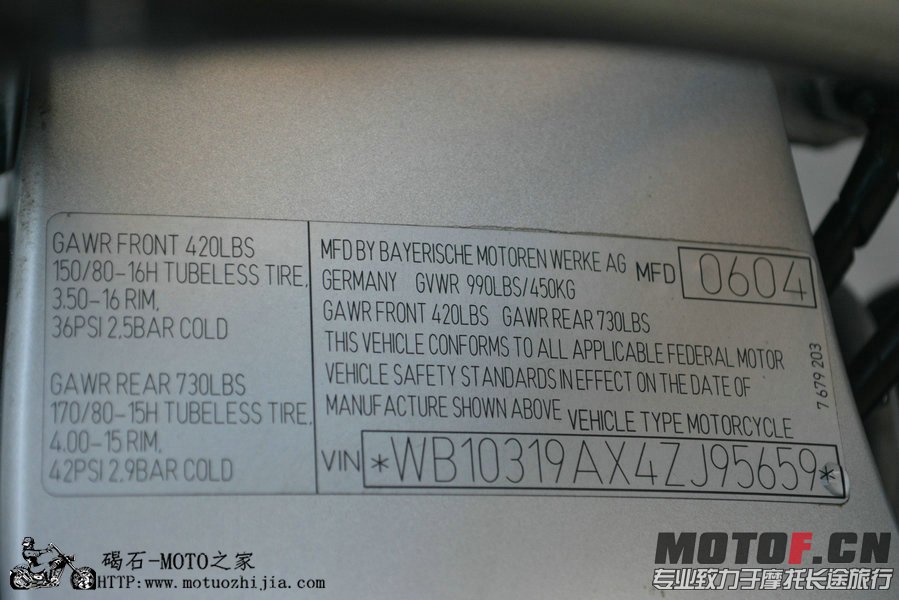 GAWR FRONT 420LBS
150/80-16H TUBELESS TIRE,
3.50-16 RIM,
36PSI 2.5BAR COLD
GAWR REAR 730LBS
170/80-15H TUBELESS TIRE,
4.00-15 RIM,
42PSI 2.9BAR COLD
MFD BY BAYERISCHE MOTOREN WERKE AG MFD 0604
GERMANY GVWR 990LBS/450KG
GAWR FRONT 420LBS GAWR REAR 730LBS
THIS VEHICLE CONFORMS TO ALL APPLICABLE FEDERAL MOTOR
VEHICLE SAFETY STANDARDS IN EFFECT ON THE DATE OF
MANUFACTURE SHOWN ABOVE VEHICLE TYPE MOTORCYCLE
VIN *WB10319AX4ZJ95659*
7 679 203
碣石-MOTO之家
HTTP:www.motuozhijia.com
MOTOF.CN
专业致力于摩托长途旅行